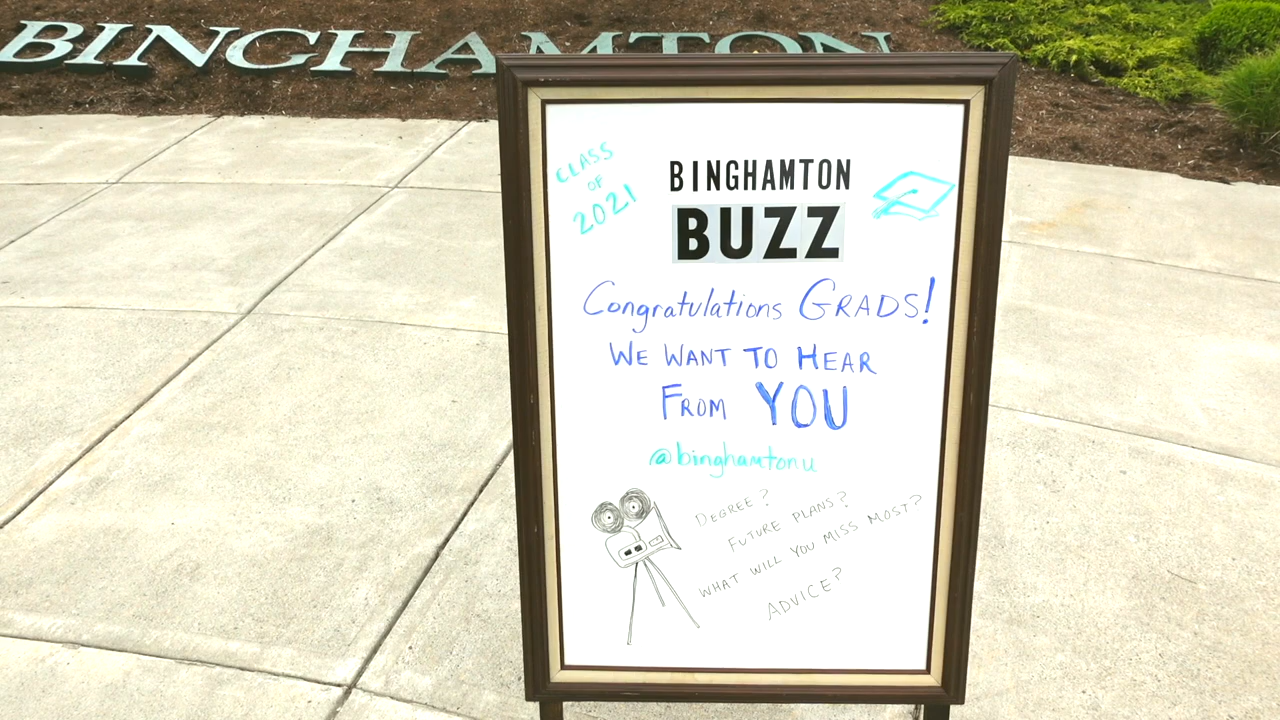 BINGHAMTON
CLASS
OF
2021
BINGHAMTON
BUZZ
Congratulations GRADS!
WE WANT TO HEAR
FROM YOU
@binghamtonu
DEGREE?
FUTURE PLANS?
WHAT WILL YOU MISS MOST?
ADVICE?